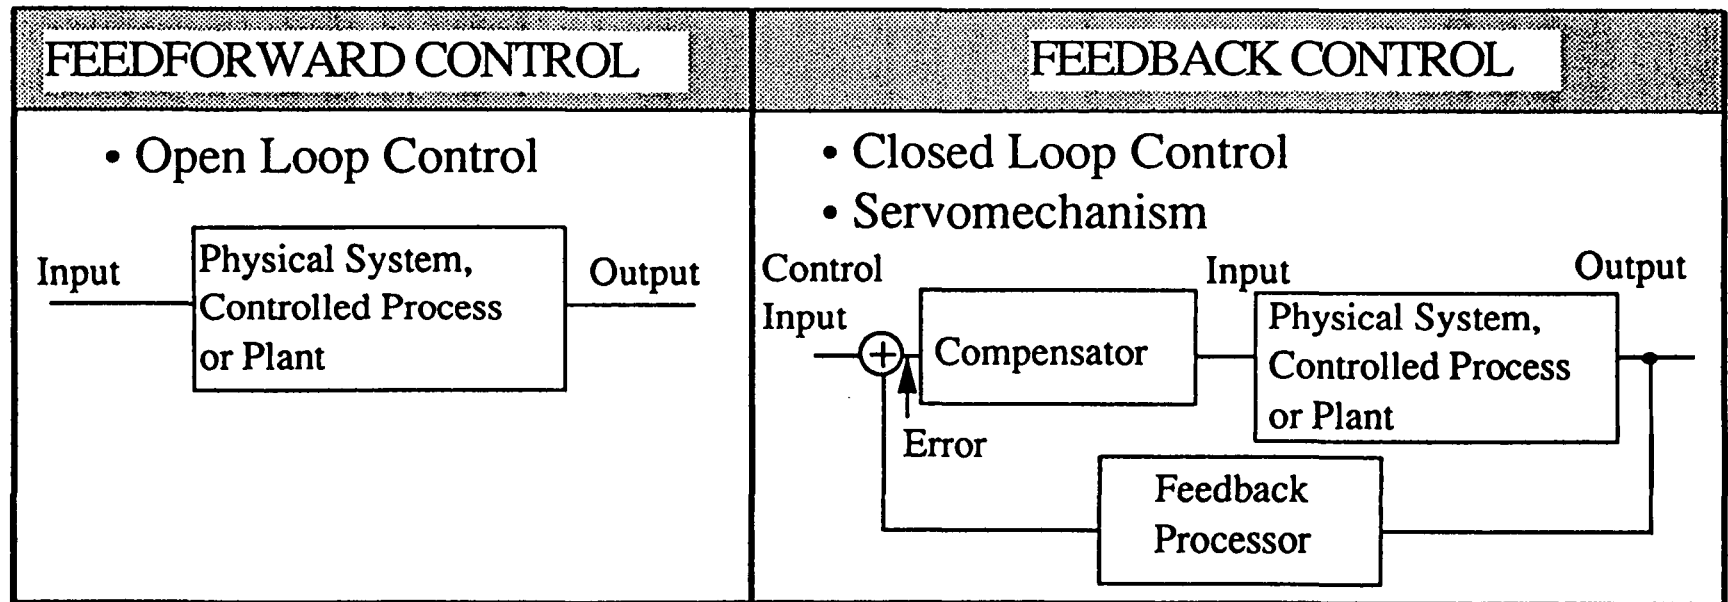 FEEDFORWARD CONTROL
• Open Loop Control
Input
Physical System,
Controlled Process
or Plant
Output
FEEDBACK CONTROL
• Closed Loop Control
• Servomechanism
Control
Input
+
Error
Compensator
Input
Physical System,
Controlled Process
or Plant
Output
Feedback
Processor